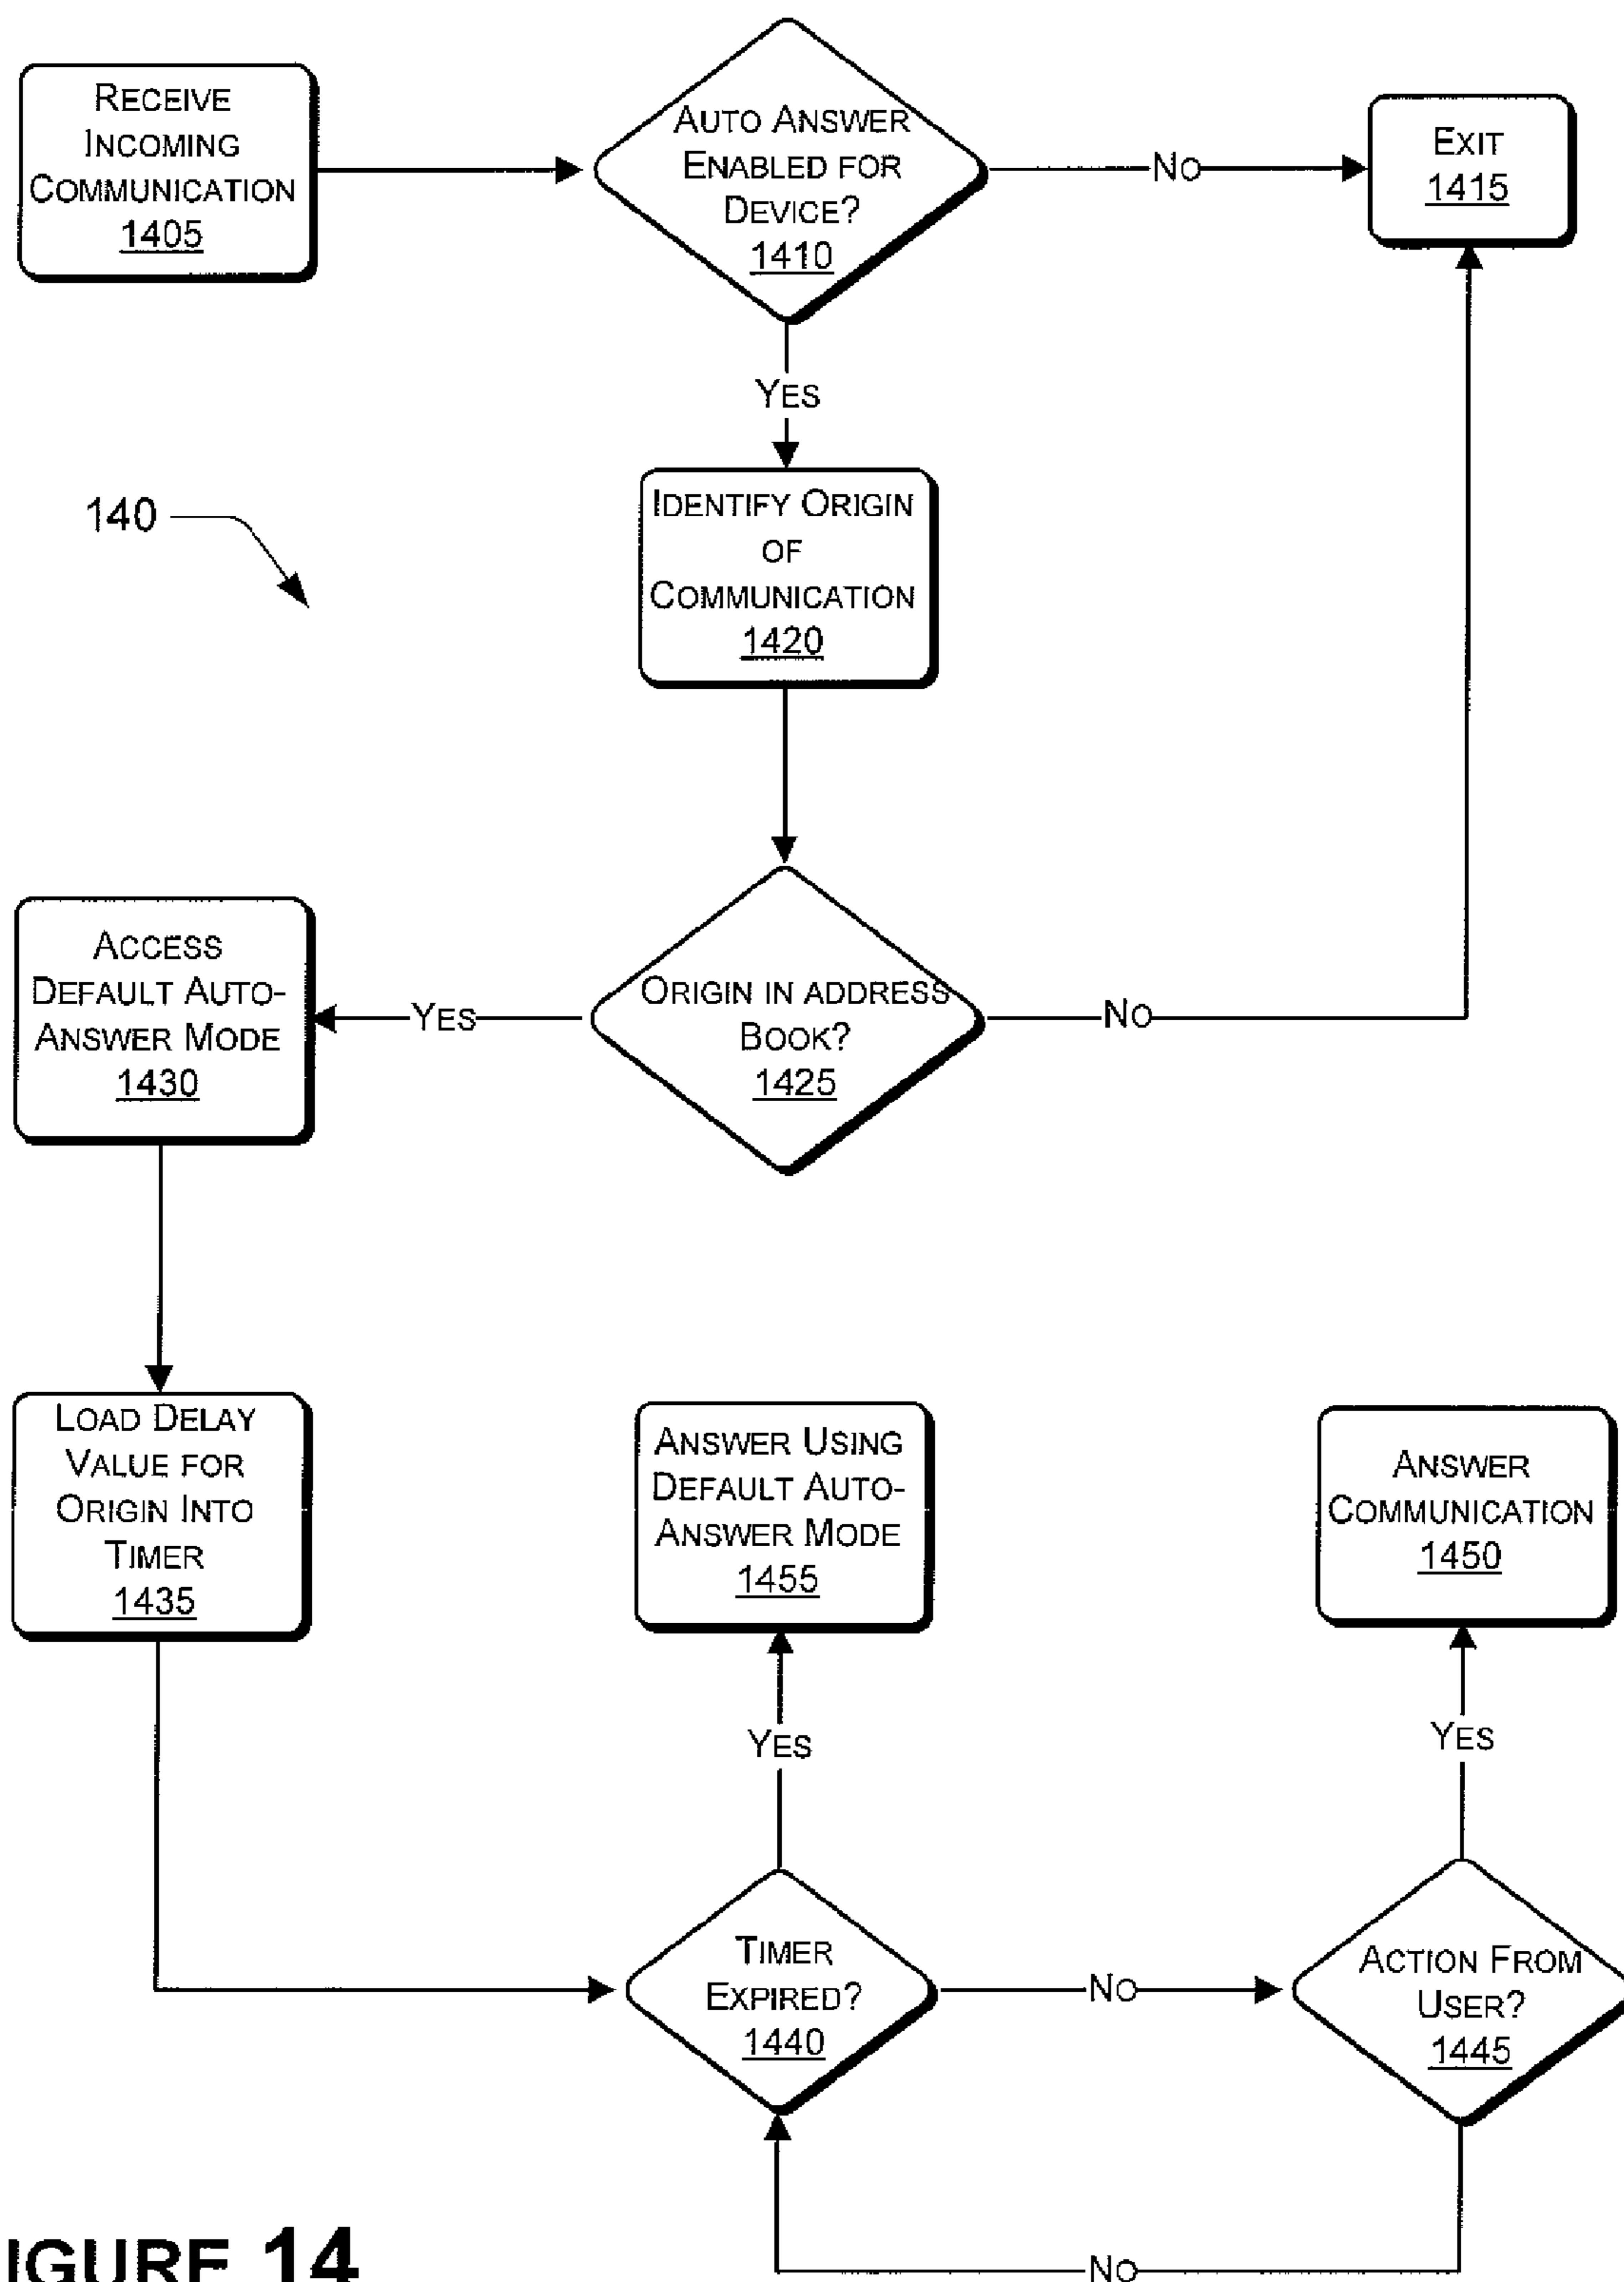 RECEIVE
INCOMING
COMMUNICATION
1405
AUTO ANSWER
ENABLED FOR
DEVICE?
1410
NO
EXIT
1415
YES
140
IDENTIFY ORIGIN
OF
COMMUNICATION
1420
ACCESS
DEFAULT AUTO-
ANSWER MODE
1430
YES
ORIGIN IN ADDRESS
BOOK?
1425
NO
LOAD DELAY
VALUE FOR
ORIGIN INTO
TIMER
1435
ANSWER USING
DEFAULT AUTO-
ANSWER MODE
1455
ANSWER
COMMUNICATION
1450
YES
YES
TIMER
EXPIRED?
1440
NO
ACTION FROM
USER?
1445
NO
IGURE 14